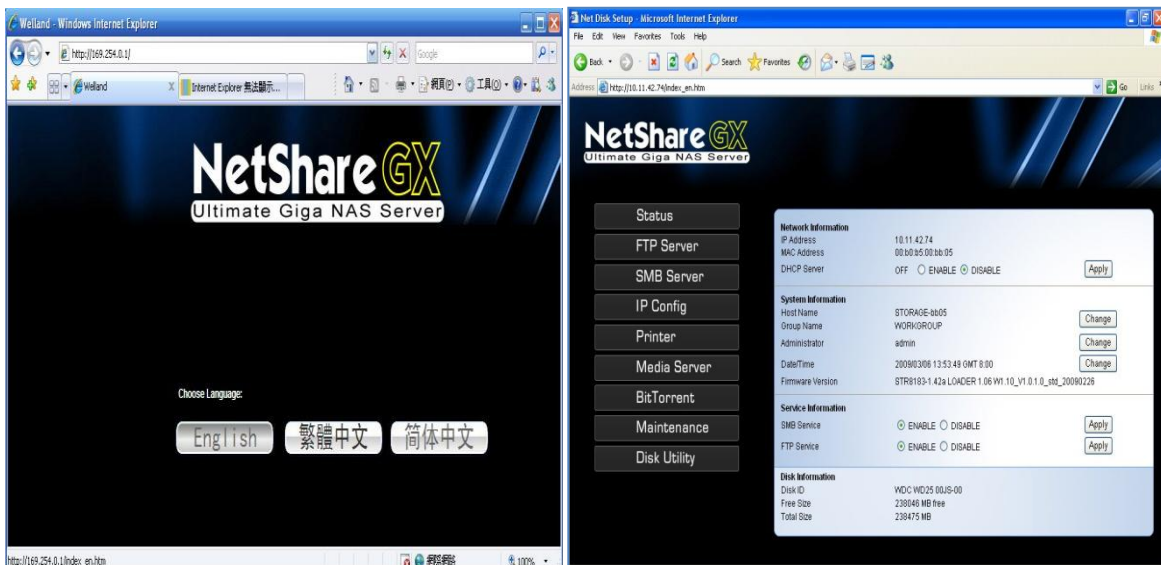 Welland - Windows Internet Explorer
http://169.254.0.1/
Google
Welland
Internet Explorer 無法顯示...
網頁(P)
工具(O)
NetShare GX
Ultimate Giga NAS Server
Choose Language:
English
繁體中文
简体中文
http://169.254.0.1/index_en.htm
網際網路
100%
Net Disk Setup - Microsoft Internet Explorer
File Edit View Favorites Tools Help
Back Search Favorites
Address http://10.11.42.74/index_en.htm Go Links
NetShare GX
Ultimate Giga NAS Server
Status
FTP Server
SMB Server
IP Config
Printer
Media Server
BitTorrent
Maintenance
Disk Utility
Network Information
IP Address 10.11.42.74
MAC Address 00:b0:b5:00:bb:05
DHCP Server OFF ENABLE DISABLE Apply
System Information
Host Name STORAGE-bb05
Group Name WORKGROUP Change
Administrator admin Change
Date/Time 2009/03/06 13:53:49 GMT 8:00 Change
Firmware Version STR8183-1.42a LOADER 1.06 W1.10_V1.0.1.0_std_20090226
Service Information
SMB Service ENABLE DISABLE Apply
FTP Service ENABLE DISABLE Apply
Disk Information
Disk ID WDC WD25 00JS-00
Free Size 238046 MB free
Total Size 238475 MB